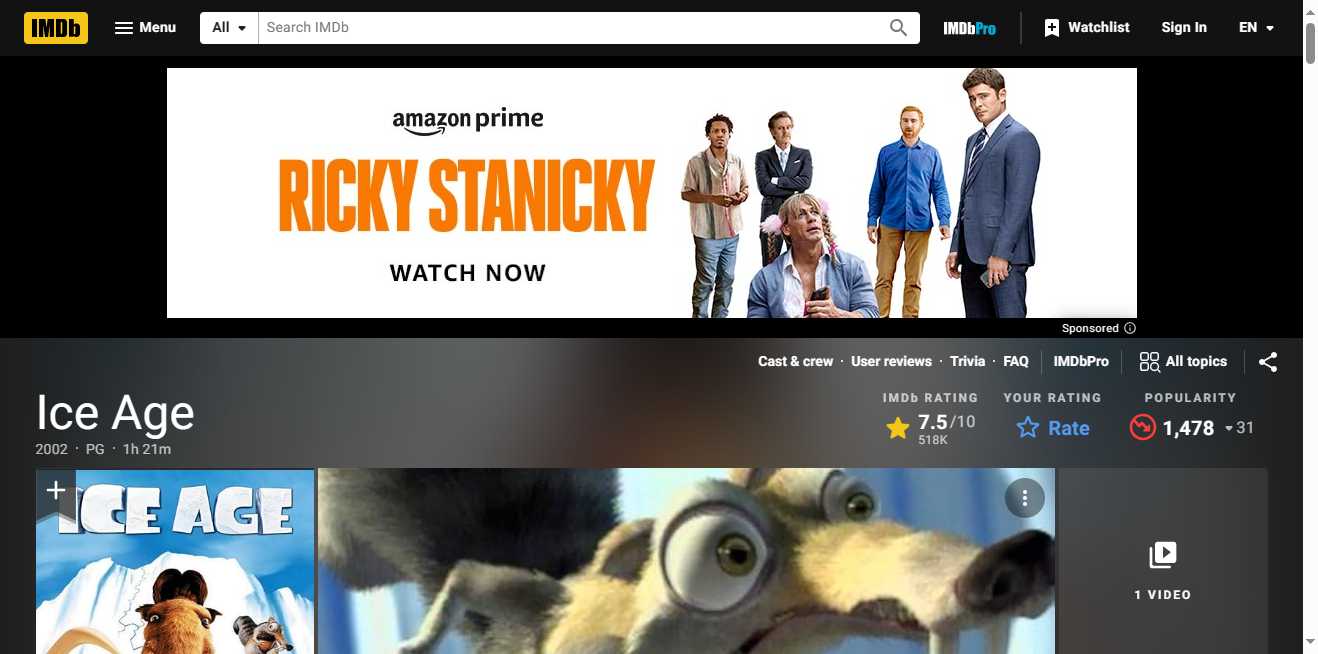 IMDb Menu All Search IMDb IMDbPro Watchlist Sign In EN
amazon prime
RICKY STANICKY
WATCH NOW
Sponsored
Cast & crew · User reviews · Trivia · FAQ IMDbPro All topics
Ice Age
2002 · PG · 1h 21m
IMDb RATING YOUR RATING POPULARITY
7.5/10 Rate 1,478 31
518K
ICE AGE
1 VIDEO